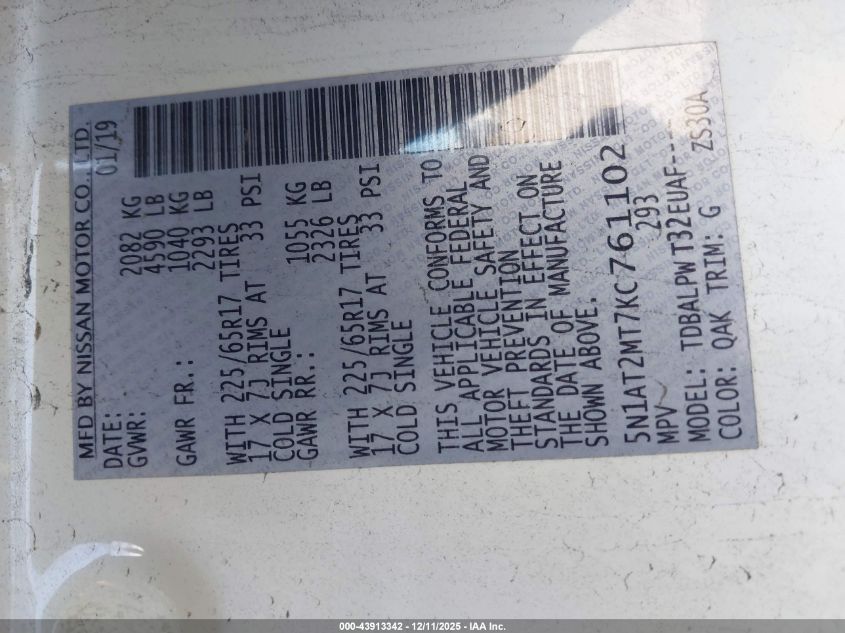 MFD BY NISSAN MOTOR CO., LTD.
DATE: 01/19
GVWR: 2082 KG
4590 LB
GAWR FR.: 1040 KG
2293 LB
WITH 225/65R17 TIRES
17 X 7J RIMS AT 33 PSI
COLD SINGLE
GAWR RR.: 1055 KG
2326 LB
WITH 225/65R17 TIRES
17 X 7J RIMS AT 33 PSI
COLD SINGLE
THIS VEHICLE CONFORMS TO
ALL APPLICABLE FEDERAL
MOTOR VEHICLE SAFETY AND
THEFT PREVENTION
STANDARDS IN EFFECT ON
THE DATE OF MANUFACTURE
SHOWN ABOVE.
5N1AT2MT7KC761102
MPV 293
MODEL: TDBALPW T32EUAF----
COLOR: QAK TRIM: G ZS30A
000-43913342 - 12/11/2025 - IAA Inc.